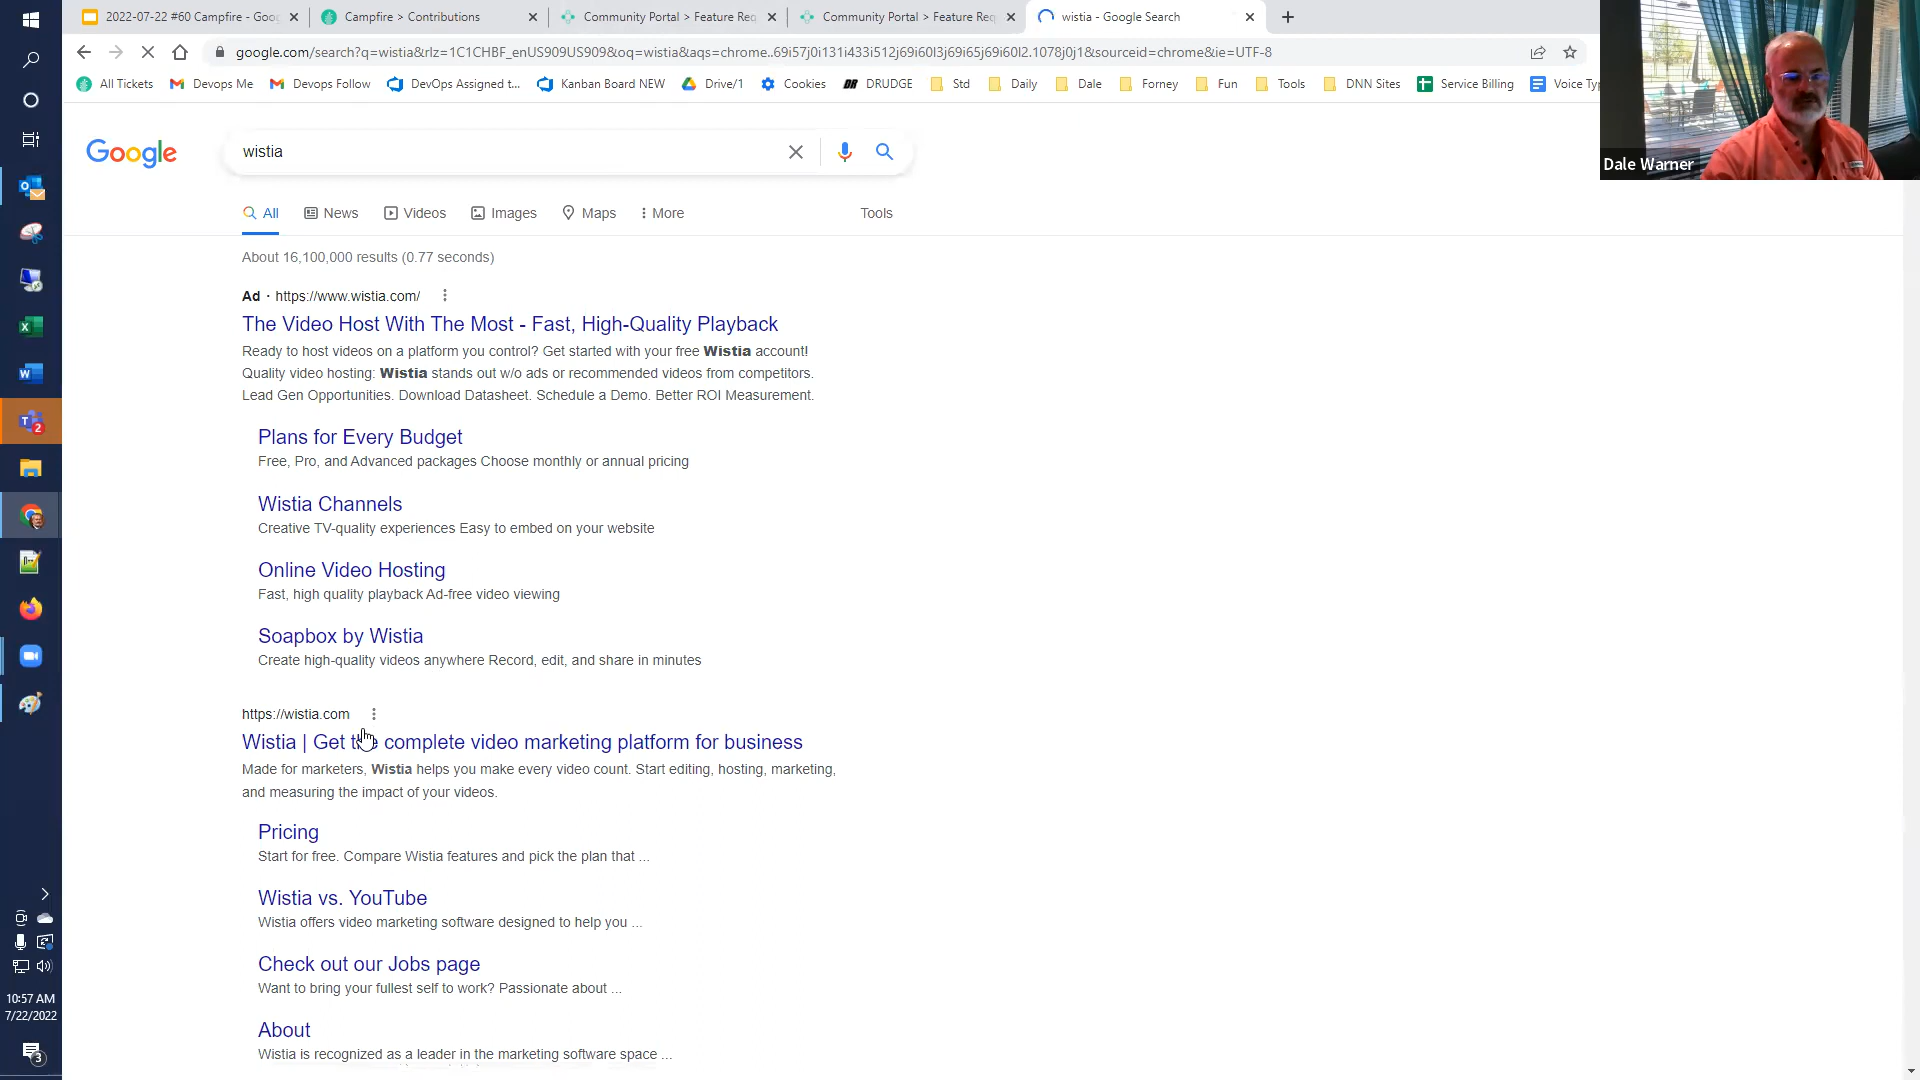 2022-07-22 #60 Campfire - Goo
Campfire > Contributions
Community Portal > Feature Req
Community Portal > Feature Req
wistia - Google Search
google.com/search?q=wistia&rlz=1C1CHBF_enUS909US909&oq=wistia&aqs=chrome..69i57j0i131i433i512j69i60l3j69i65j69i60l2.1078j0j1&sourceid=chrome&ie=UTF-8
All Tickets
Devops Me
Devops Follow
DevOps Assigned t...
Kanban Board NEW
Drive/1
Cookies
DRUDGE
Std
Daily
Dale
Forney
Fun
Tools
DNN Sites
Service Billing
Voice Ty
Dale Warner
Google
wistia
All
News
Videos
Images
Maps
More
Tools
About 16,100,000 results (0.77 seconds)
Ad · https://www.wistia.com/
The Video Host With The Most - Fast, High-Quality Playback
Ready to host videos on a platform you control? Get started with your free Wistia account!
Quality video hosting: Wistia stands out w/o ads or recommended videos from competitors.
Lead Gen Opportunities. Download Datasheet. Schedule a Demo. Better ROI Measurement.
Plans for Every Budget
Free, Pro, and Advanced packages Choose monthly or annual pricing
Wistia Channels
Creative TV-quality experiences Easy to embed on your website
Online Video Hosting
Fast, high quality playback Ad-free video viewing
Soapbox by Wistia
Create high-quality videos anywhere Record, edit, and share in minutes
https://wistia.com
Wistia | Get the complete video marketing platform for business
Made for marketers, Wistia helps you make every video count. Start editing, hosting, marketing,
and measuring the impact of your videos.
Pricing
Start for free. Compare Wistia features and pick the plan that ...
Wistia vs. YouTube
Wistia offers video marketing software designed to help you ...
Check out our Jobs page
Want to bring your fullest self to work? Passionate about ...
About
Wistia is recognized as a leader in the marketing software space ...
2
10:57 AM
7/22/2022
3